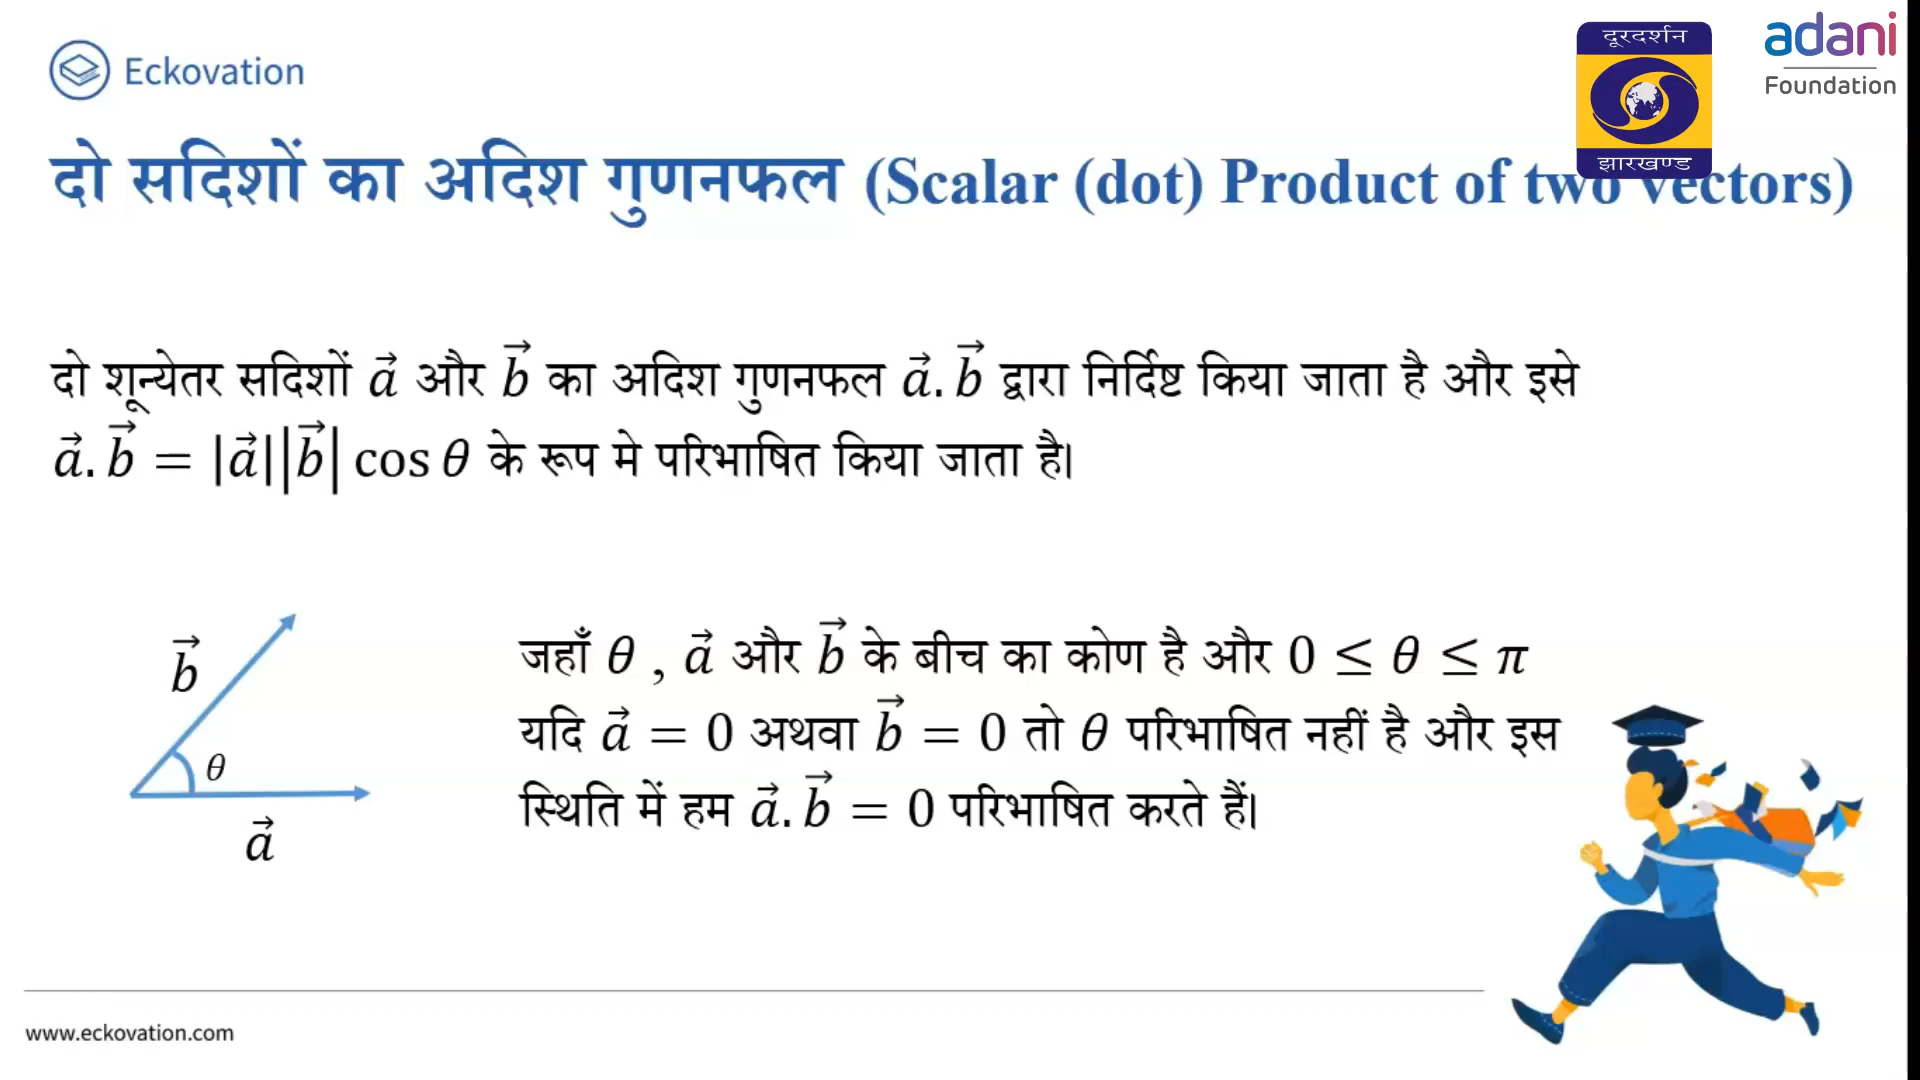 Eckovation
दूरदर्शन
झारखण्ड
adani
Foundation
दो सदिशों का अदिश गुणनफल (Scalar (dot) Product of two vectors)
दो शून्येतर सदिशों a⃗ और b⃗ का अदिश गुणनफल a⃗. b⃗ द्वारा निर्दिष्ट किया जाता है और इसे
a⃗. b⃗ = |a⃗||b⃗| cos θ के रूप मे परिभाषित किया जाता है।
b⃗
θ
a⃗
जहाँ θ , a⃗ और b⃗ के बीच का कोण है और 0 ≤ θ ≤ π
यदि a⃗ = 0 अथवा b⃗ = 0 तो θ परिभाषित नहीं है और इस
स्थिति में हम a⃗. b⃗ = 0 परिभाषित करते हैं।
www.eckovation.com